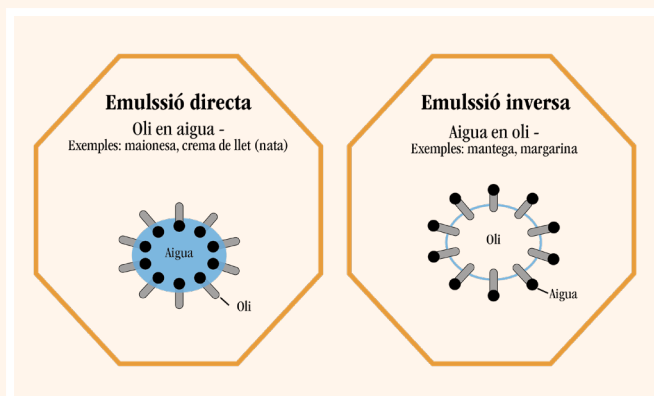 Emulssió directa
Oli en aigua -
Exemples: maionesa, crema de llet (nata)
Aigua
Oli
Emulssió inversa
Aigua en oli -
Exemples: mantega, margarina
Oli
Aigua